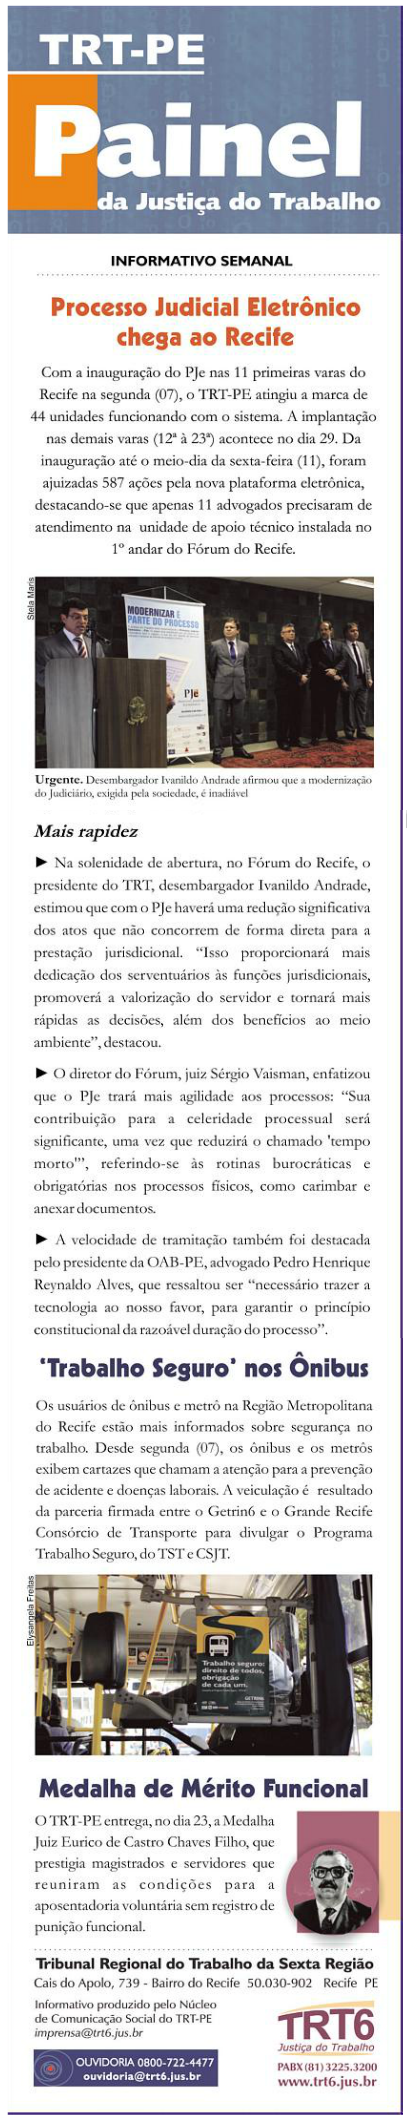 TRT-PE
Painel
da Justiça do Trabalho
INFORMATIVO SEMANAL
Processo Judicial Eletrônico
chega ao Recife
Com a inauguração do PJe nas 11 primeiras varas do
Recife na segunda (07), o TRT-PE atingiu a marca de
44 unidades funcionando com o sistema. A implantação
nas demais varas (12ª à 23ª) acontece no dia 29. Da
inauguração até o meio-dia da sexta-feira (11), foram
ajuizadas 587 ações pela nova plataforma eletrônica,
destacando-se que apenas 11 advogados precisaram de
atendimento na unidade de apoio técnico instalada no
1º andar do Fórum do Recife.
Stela Maris
MODERNIZAR É
PARTE DO PROCESSO
PJe
Urgente. Desembargador Ivanildo Andrade afirmou que a modernização
do Judiciário, exigida pela sociedade, é inadiável
Mais rapidez
► Na solenidade de abertura, no Fórum do Recife, o
presidente do TRT, desembargador Ivanildo Andrade,
estimou que com o PJe haverá uma redução significativa
dos atos que não concorrem de forma direta para a
prestação jurisdicional. “Isso proporcionará mais
dedicação dos serventuários às funções jurisdicionais,
promoverá a valorização do servidor e tornará mais
rápidas as decisões, além dos benefícios ao meio
ambiente”, destacou.
► O diretor do Fórum, juiz Sérgio Vaisman, enfatizou
que o PJe trará mais agilidade aos processos: “Sua
contribuição para a celeridade processual será
significante, uma vez que reduzirá o chamado 'tempo
morto'”, referindo-se às rotinas burocráticas e
obrigatórias nos processos físicos, como carimbar e
anexar documentos.
► A velocidade de tramitação também foi destacada
pelo presidente da OAB-PE, advogado Pedro Henrique
Reynaldo Alves, que ressaltou ser “necessário trazer a
tecnologia ao nosso favor, para garantir o princípio
constitucional da razoável duração do processo”.
‘Trabalho Seguro’ nos Ônibus
Os usuários de ônibus e metrô na Região Metropolitana
do Recife estão mais informados sobre segurança no
trabalho. Desde segunda (07), os ônibus e os metrôs
exibem cartazes que chamam a atenção para a prevenção
de acidente e doenças laborais. A veiculação é resultado
da parceria firmada entre o Getrin6 e o Grande Recife
Consórcio de Transporte para divulgar o Programa
Trabalho Seguro, do TST e CSJT.
Elysangela Freitas
Trabalho seguro:
direito de todos,
obrigação
de cada um.
GETRIN6
Medalha de Mérito Funcional
O TRT-PE entrega, no dia 23, a Medalha
Juiz Eurico de Castro Chaves Filho, que
prestigia magistrados e servidores que
reuniram as condições para a
aposentadoria voluntária sem registro de
punição funcional.
Tribunal Regional do Trabalho da Sexta Região
Cais do Apolo, 739 - Bairro do Recife 50.030-902 Recife PE
Informativo produzido pelo Núcleo
de Comunicação Social do TRT-PE
imprensa@trt6.jus.br
TRT6
Justiça do Trabalho
OUVIDORIA 0800-722-4477
ouvidoria@trt6.jus.br
PABX (81) 3225.3200
www.trt6.jus.br